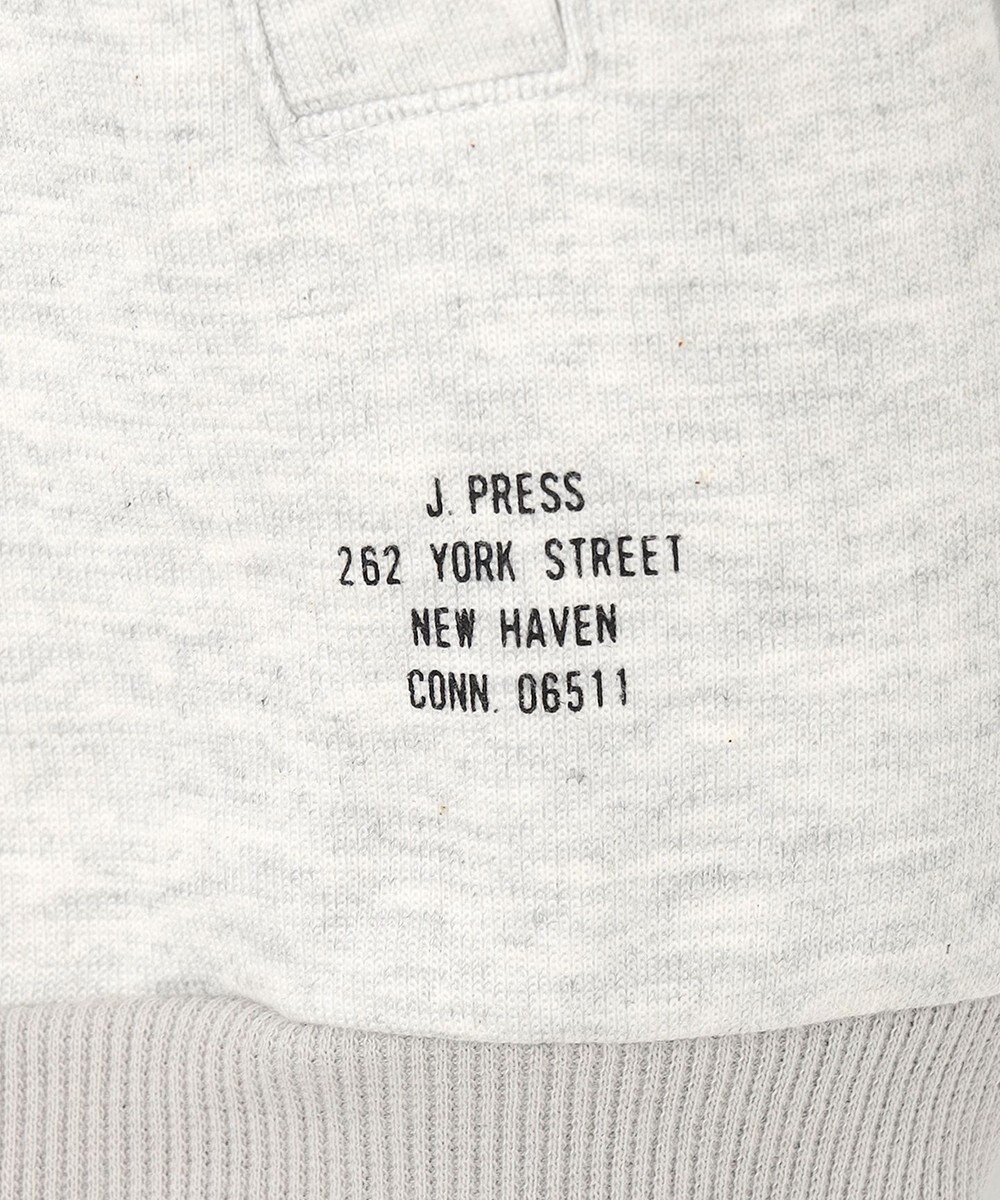 J. PRESS
262 YORK STREET
NEW HAVEN
CONN. 06511